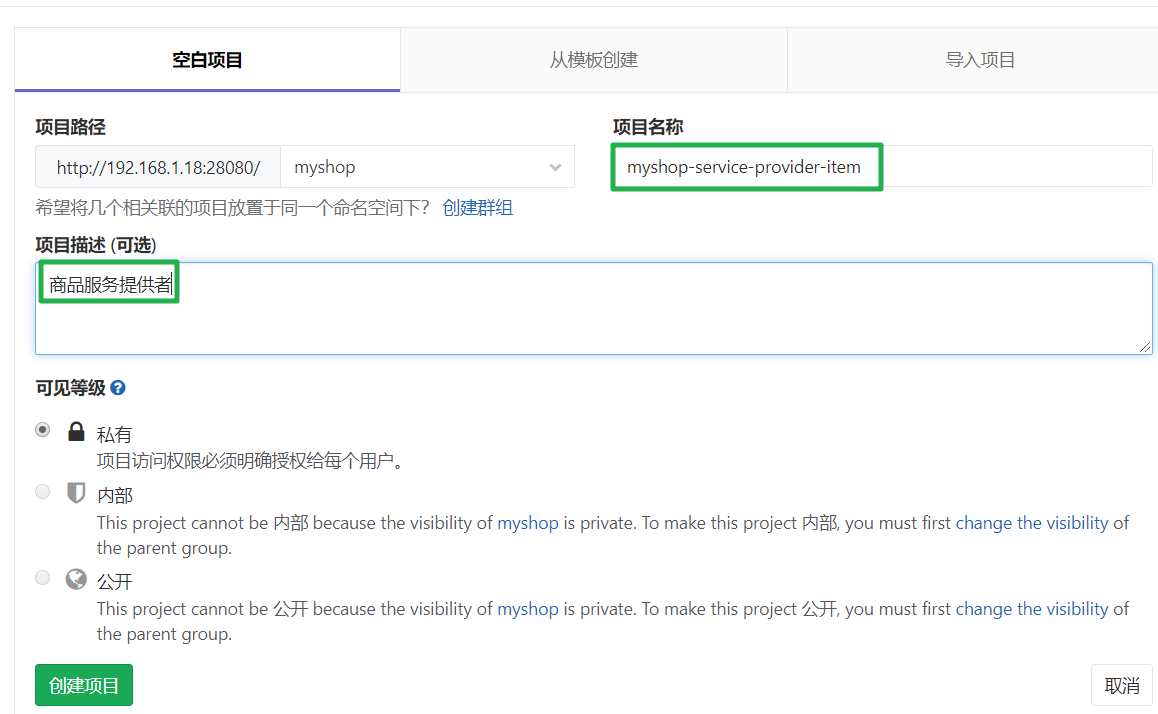 空白项目 从模板创建 导入项目
项目路径 项目名称
http://192.168.1.18:28080/ myshop myshop-service-provider-item
希望将几个相关联的项目放置于同一个命名空间下？ 创建群组
项目描述 (可选)
商品服务提供者
可见等级
私有
项目访问权限必须明确授权给每个用户。
内部
This project cannot be 内部 because the visibility of myshop is private. To make this project 内部, you must first change the visibility of
the parent group.
公开
This project cannot be 公开 because the visibility of myshop is private. To make this project 公开, you must first change the visibility of
the parent group.
创建项目 取消